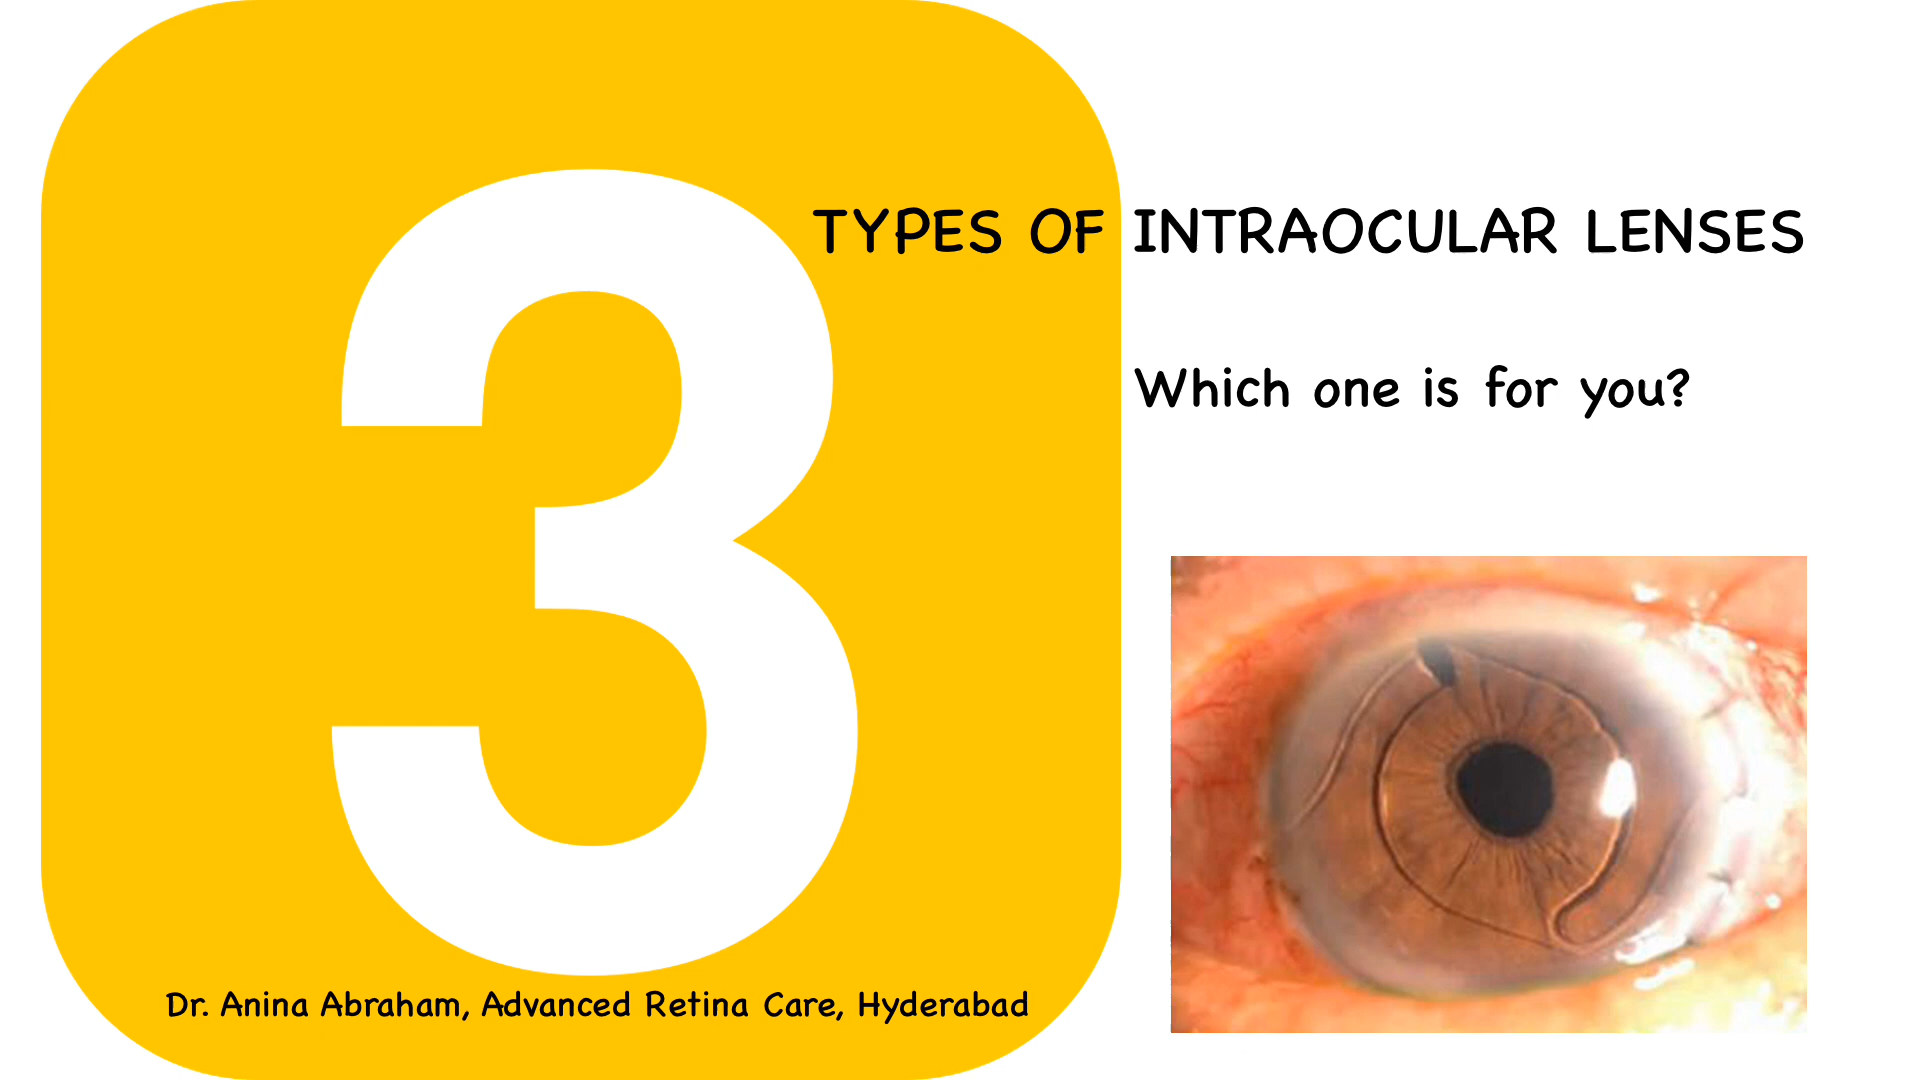 3
TYPES OF INTRAOCULAR LENSES
Which one is for you?
Dr. Anina Abraham, Advanced Retina Care, Hyderabad